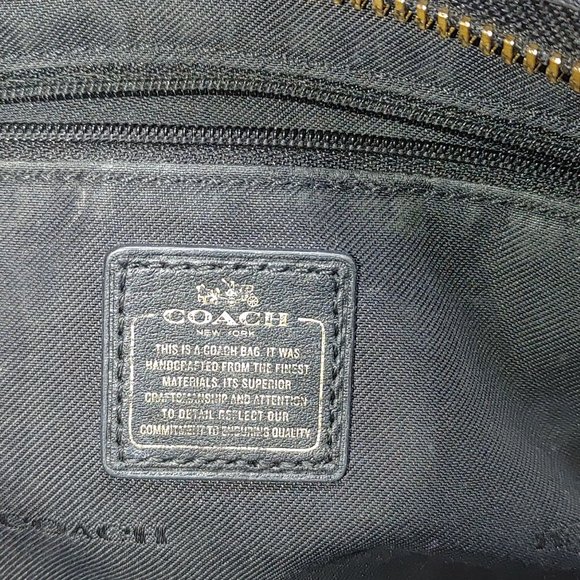 COACH
NEW YORK
THIS IS A COACH BAG. IT WAS
HANDCRAFTED FROM THE FINEST
MATERIALS. ITS SUPERIOR
CRAFTSMANSHIP AND ATTENTION
TO DETAIL REFLECT OUR
COMMITMENT TO ENDURING QUALITY.
COACH